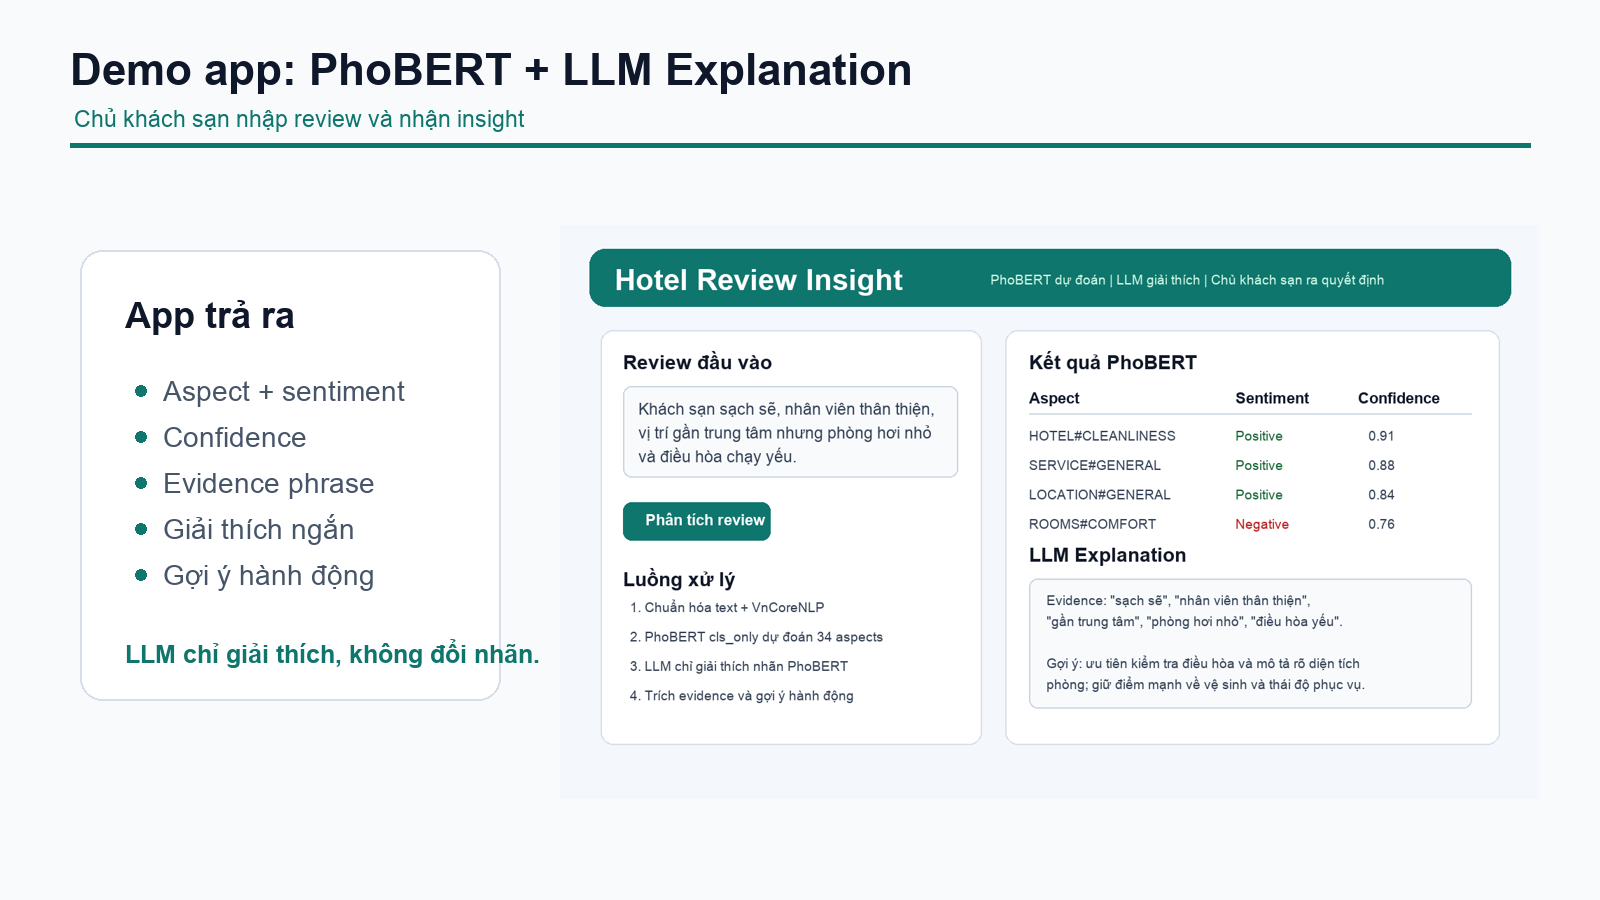 Demo app: PhoBERT + LLM Explanation
Chủ khách sạn nhập review và nhận insight
App trả ra
Aspect + sentiment
Confidence
Evidence phrase
Giải thích ngắn
Gợi ý hành động
LLM chỉ giải thích, không đổi nhãn.
Hotel Review Insight
PhoBERT dự đoán | LLM giải thích | Chủ khách sạn ra quyết định
Review đầu vào
Khách sạn sạch sẽ, nhân viên thân thiện,
vị trí gần trung tâm nhưng phòng hơi nhỏ
và điều hòa chạy yếu.
Phân tích review
Luồng xử lý
1. Chuẩn hóa text + VnCoreNLP
2. PhoBERT cls_only dự đoán 34 aspects
3. LLM chỉ giải thích nhãn PhoBERT
4. Trích evidence và gợi ý hành động
Kết quả PhoBERT
Aspect Sentiment Confidence
HOTEL#CLEANLINESS Positive 0.91
SERVICE#GENERAL Positive 0.88
LOCATION#GENERAL Positive 0.84
ROOMS#COMFORT Negative 0.76
LLM Explanation
Evidence: "sạch sẽ", "nhân viên thân thiện",
"gần trung tâm", "phòng hơi nhỏ", "điều hòa yếu".
Gợi ý: ưu tiên kiểm tra điều hòa và mô tả rõ diện tích
phòng; giữ điểm mạnh về vệ sinh và thái độ phục vụ.